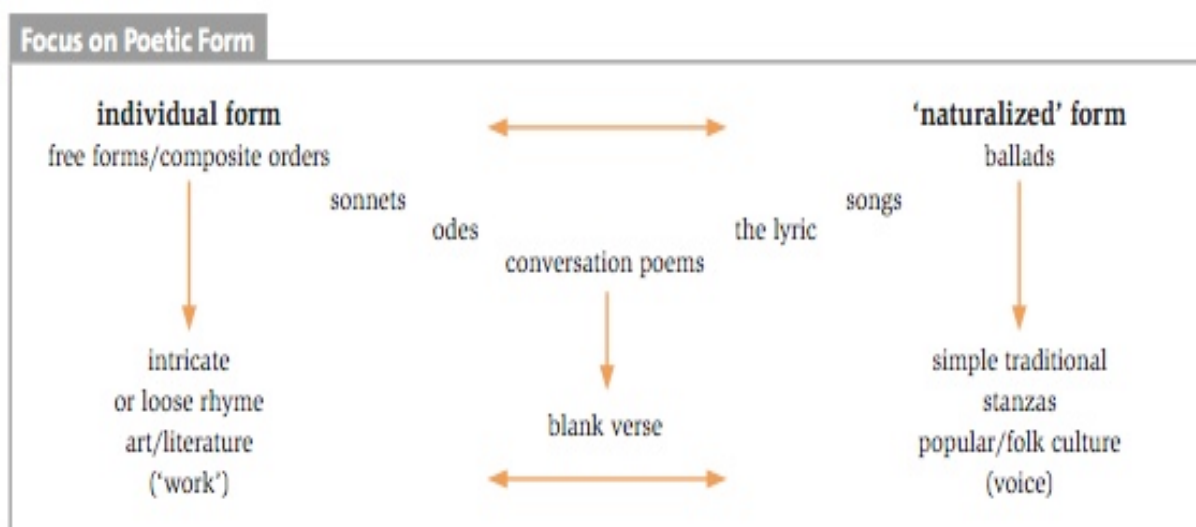 Focus on Poetic Form
individual form
free forms/composite orders
'naturalized' form
ballads
sonnets
odes
conversation poems
the lyric
songs
intricate
or loose rhyme
art/literature
('work')
blank verse
simple traditional
stanzas
popular/folk culture
(voice)